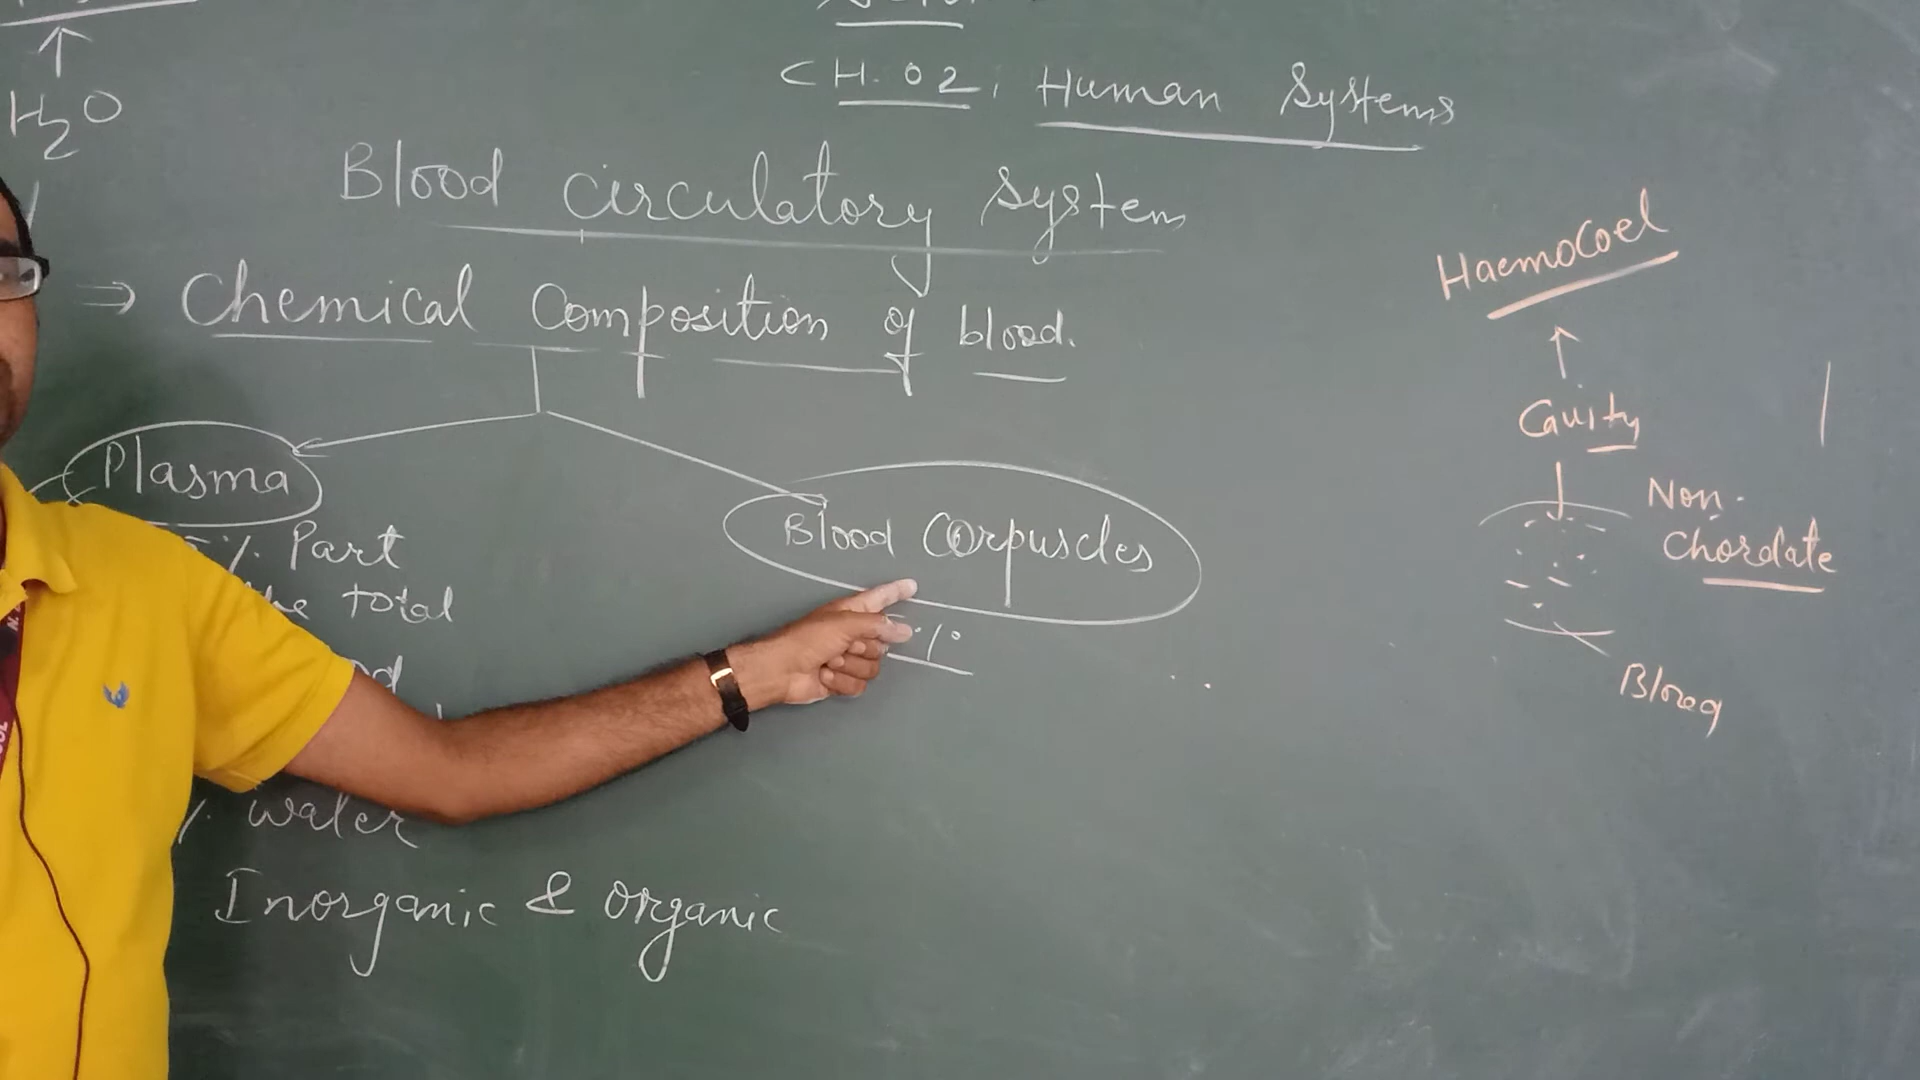 H2O
CH.02, Human Systems
Blood circulatory System
⇒ Chemical Composition of blood.
Plasma
% Part
the total
% water
Inorganic & organic
Blood Corpuscles
%
Haemocoel
↑
Cavity
Non-
Chordate